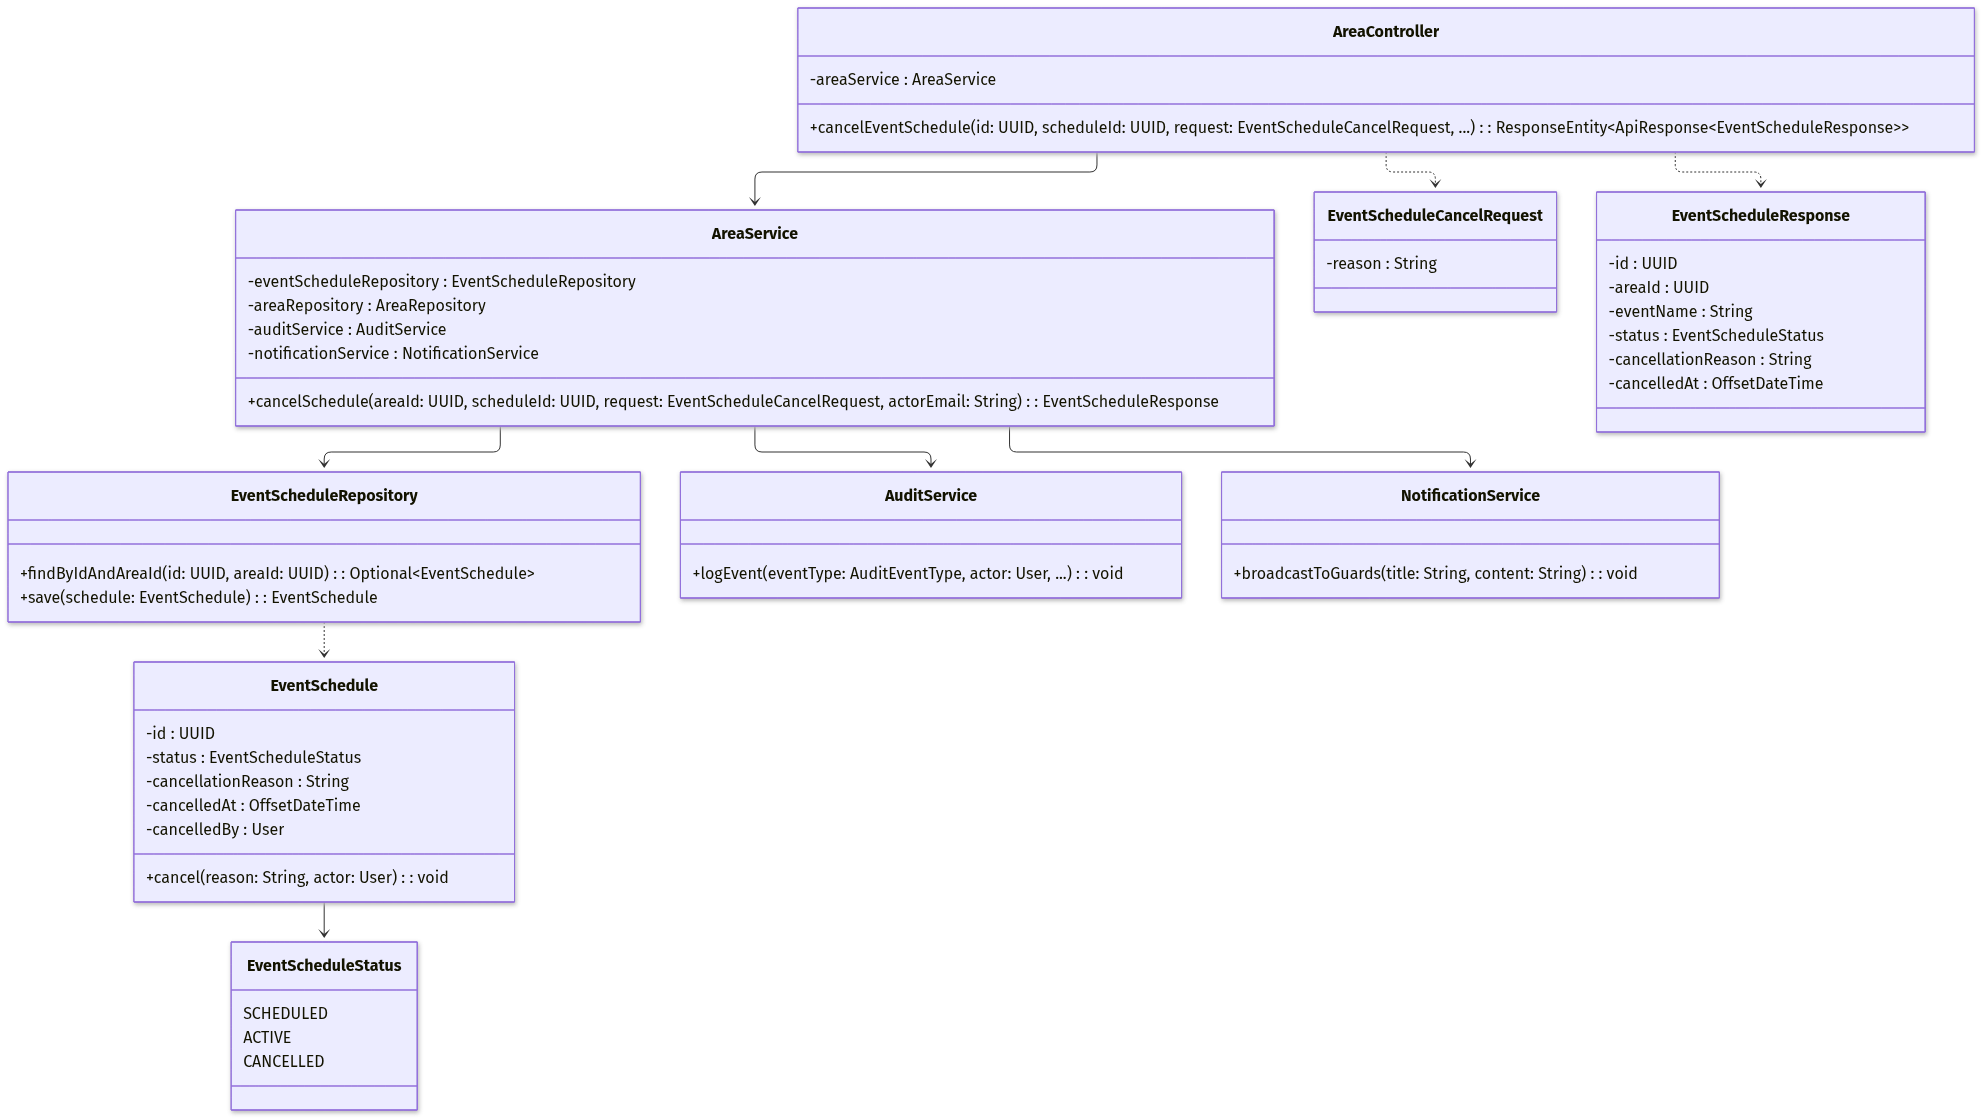 AreaController
-areaService : AreaService
+cancelEventSchedule(id: UUID, scheduleId: UUID, request: EventScheduleCancelRequest, ...) : : ResponseEntity<ApiResponse<EventScheduleResponse>>
AreaService
-eventScheduleRepository : EventScheduleRepository
-areaRepository : AreaRepository
-auditService : AuditService
-notificationService : NotificationService
+cancelSchedule(areaId: UUID, scheduleId: UUID, request: EventScheduleCancelRequest, actorEmail: String) : : EventScheduleResponse
EventScheduleCancelRequest
-reason : String
EventScheduleResponse
-id : UUID
-areaId : UUID
-eventName : String
-status : EventScheduleStatus
-cancellationReason : String
-cancelledAt : OffsetDateTime
EventScheduleRepository
+findByIdAndAreaId(id: UUID, areaId: UUID) : : Optional<EventSchedule>
+save(schedule: EventSchedule) : : EventSchedule
AuditService
+logEvent(eventType: AuditEventType, actor: User, ...) : : void
NotificationService
+broadcastToGuards(title: String, content: String) : : void
EventSchedule
-id : UUID
-status : EventScheduleStatus
-cancellationReason : String
-cancelledAt : OffsetDateTime
-cancelledBy : User
+cancel(reason: String, actor: User) : : void
EventScheduleStatus
SCHEDULED
ACTIVE
CANCELLED